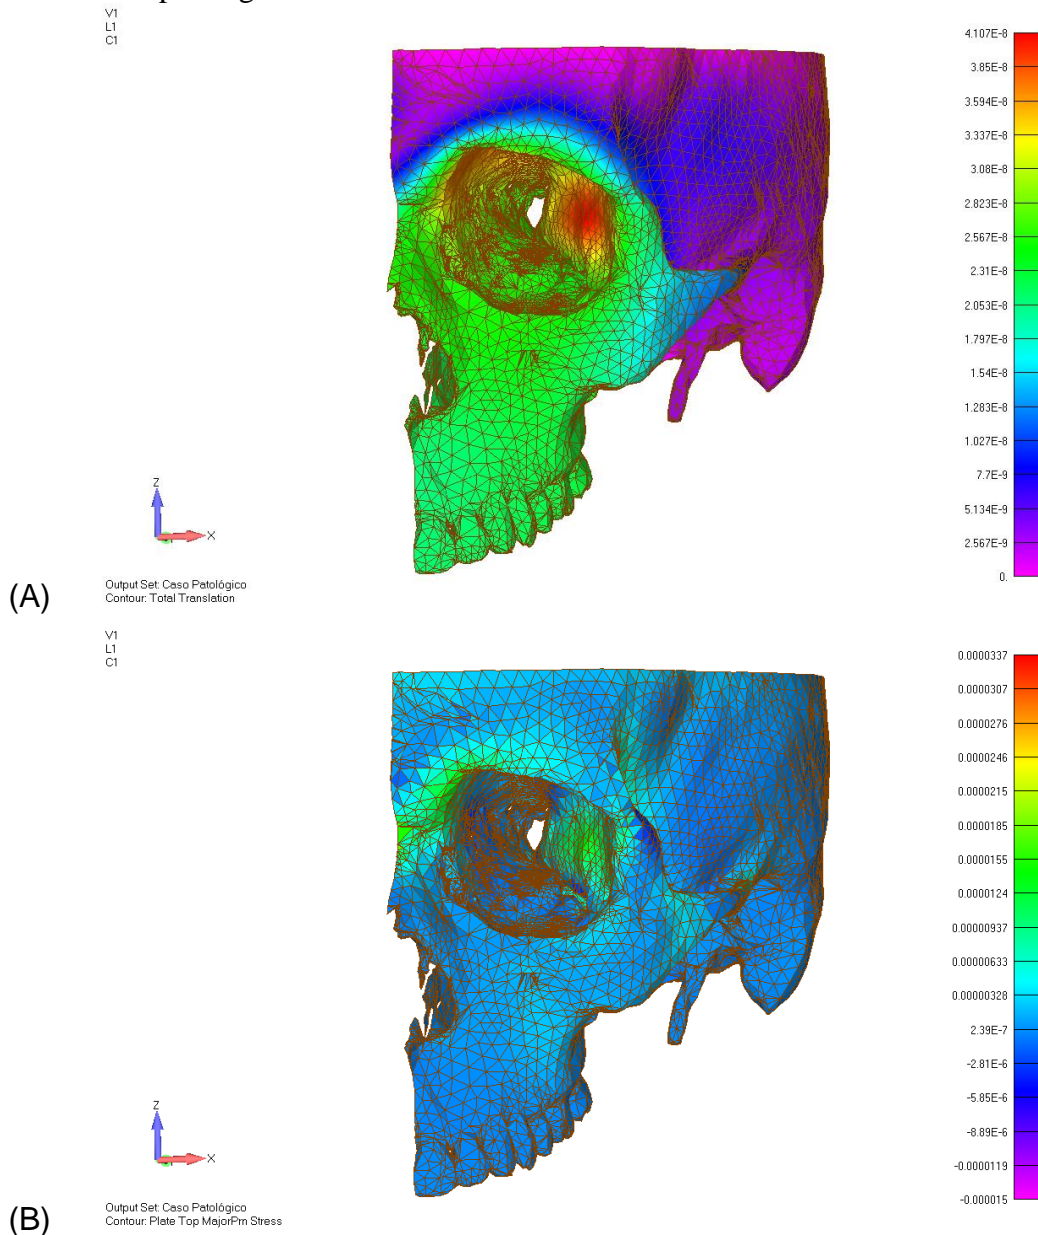 V1
L1
C1
4.107E-8
3.85E-8
3.594E-8
3.337E-8
3.08E-8
2.823E-8
2.567E-8
2.31E-8
2.053E-8
1.797E-8
1.54E-8
1.283E-8
1.027E-8
7.7E-9
5.134E-9
2.567E-9
0.
Z
X
(A)
Output Set: Caso Patológico
Contour: Total Translation
V1
L1
C1
0.0000337
0.0000307
0.0000276
0.0000246
0.0000215
0.0000185
0.0000155
0.0000124
0.00000937
0.00000633
0.00000328
2.39E-7
-2.81E-6
-5.85E-6
-8.89E-6
-0.0000119
-0.000015
Z
X
(B)
Output Set: Caso Patológico
Contour: Plate Top MajorPrn Stress